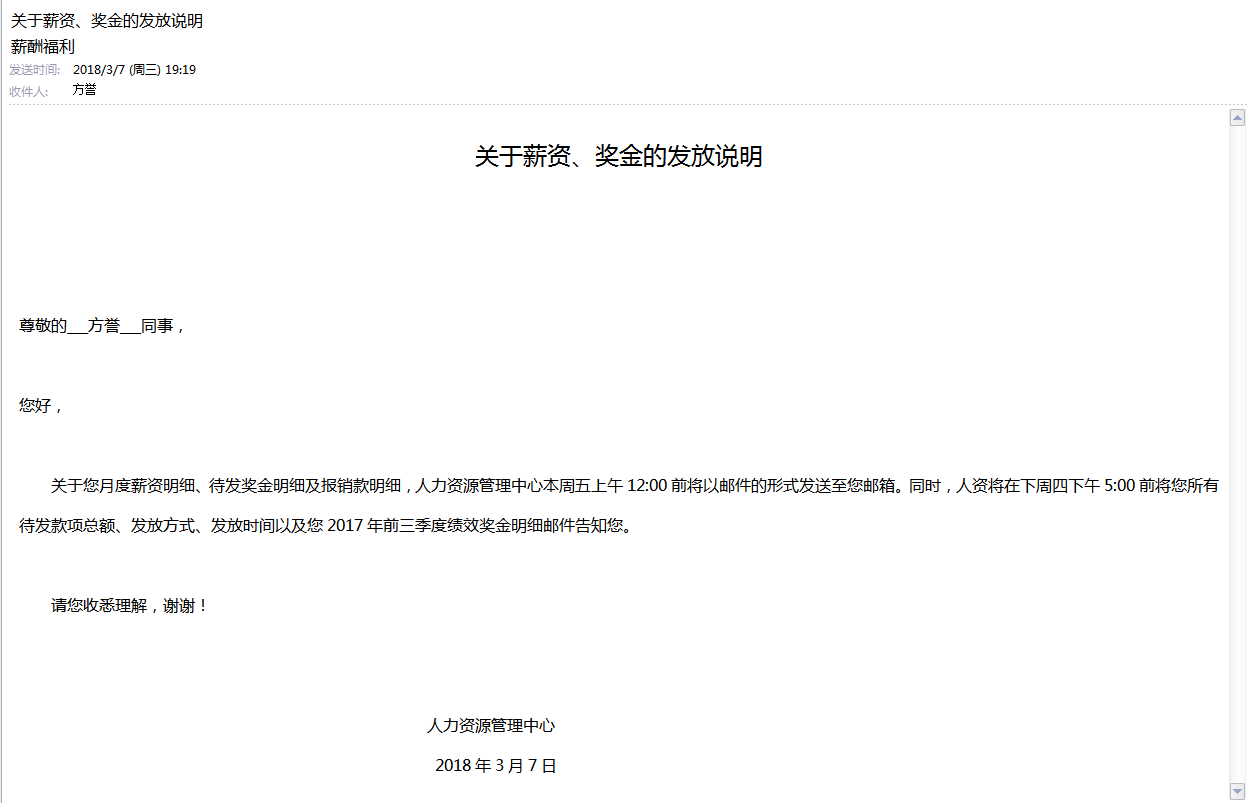 关于薪资、奖金的发放说明
薪酬福利
发送时间: 2018/3/7 (周三) 19:19
收件人: 方誉
关于薪资、奖金的发放说明
尊敬的___方誉___同事，
您好，
关于您月度薪资明细、待发奖金明细及报销款明细，人力资源管理中心本周五上午 12:00 前将以邮件的形式发送至您邮箱。同时，人资将在下周四下午 5:00 前将您所有
待发款项总额、发放方式、发放时间以及您 2017 年前三季度绩效奖金明细邮件告知您。
请您收悉理解，谢谢！
人力资源管理中心
2018 年 3 月 7 日